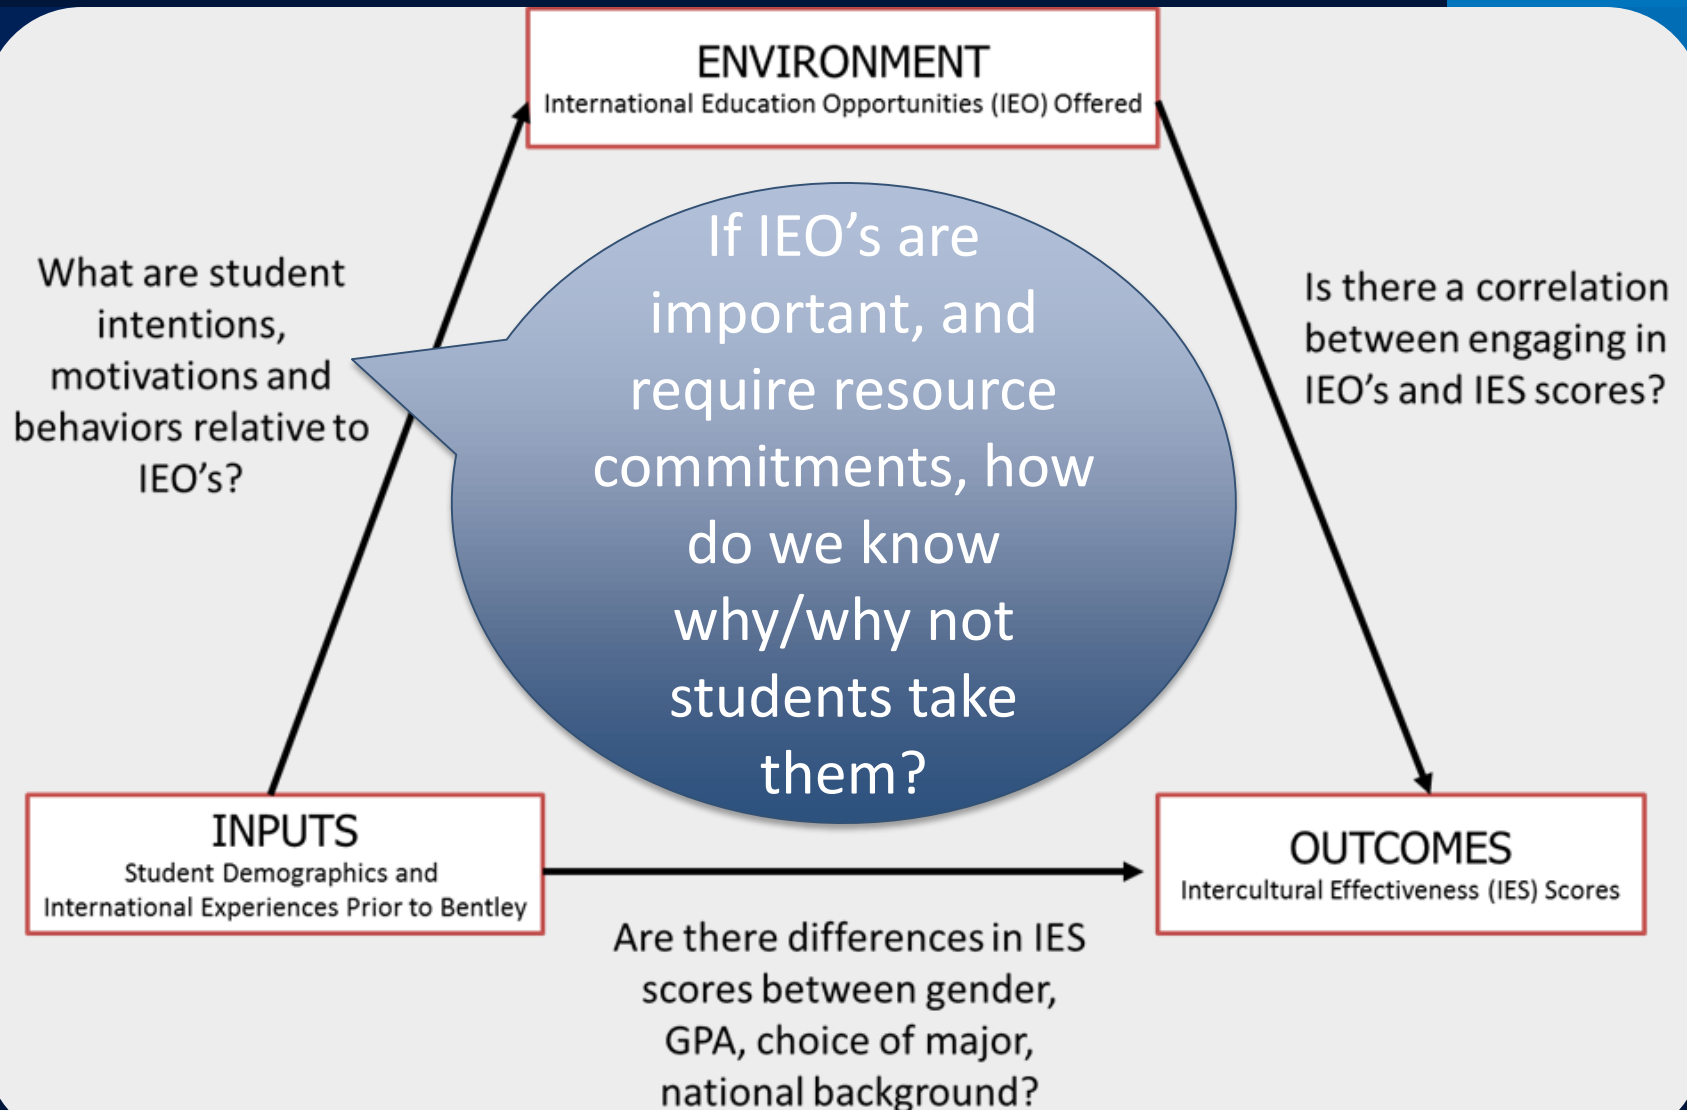 ENVIRONMENT
International Education Opportunities (IEO) Offered
What are student
intentions,
motivations and
behaviors relative to
IEO’s?
If IEO’s are
important, and
require resource
commitments, how
do we know
why/why not
students take
them?
Is there a correlation
between engaging in
IEO’s and IES scores?
INPUTS
Student Demographics and
International Experiences Prior to Bentley
OUTCOMES
Intercultural Effectiveness (IES) Scores
Are there differences in IES
scores between gender,
GPA, choice of major,
national background?